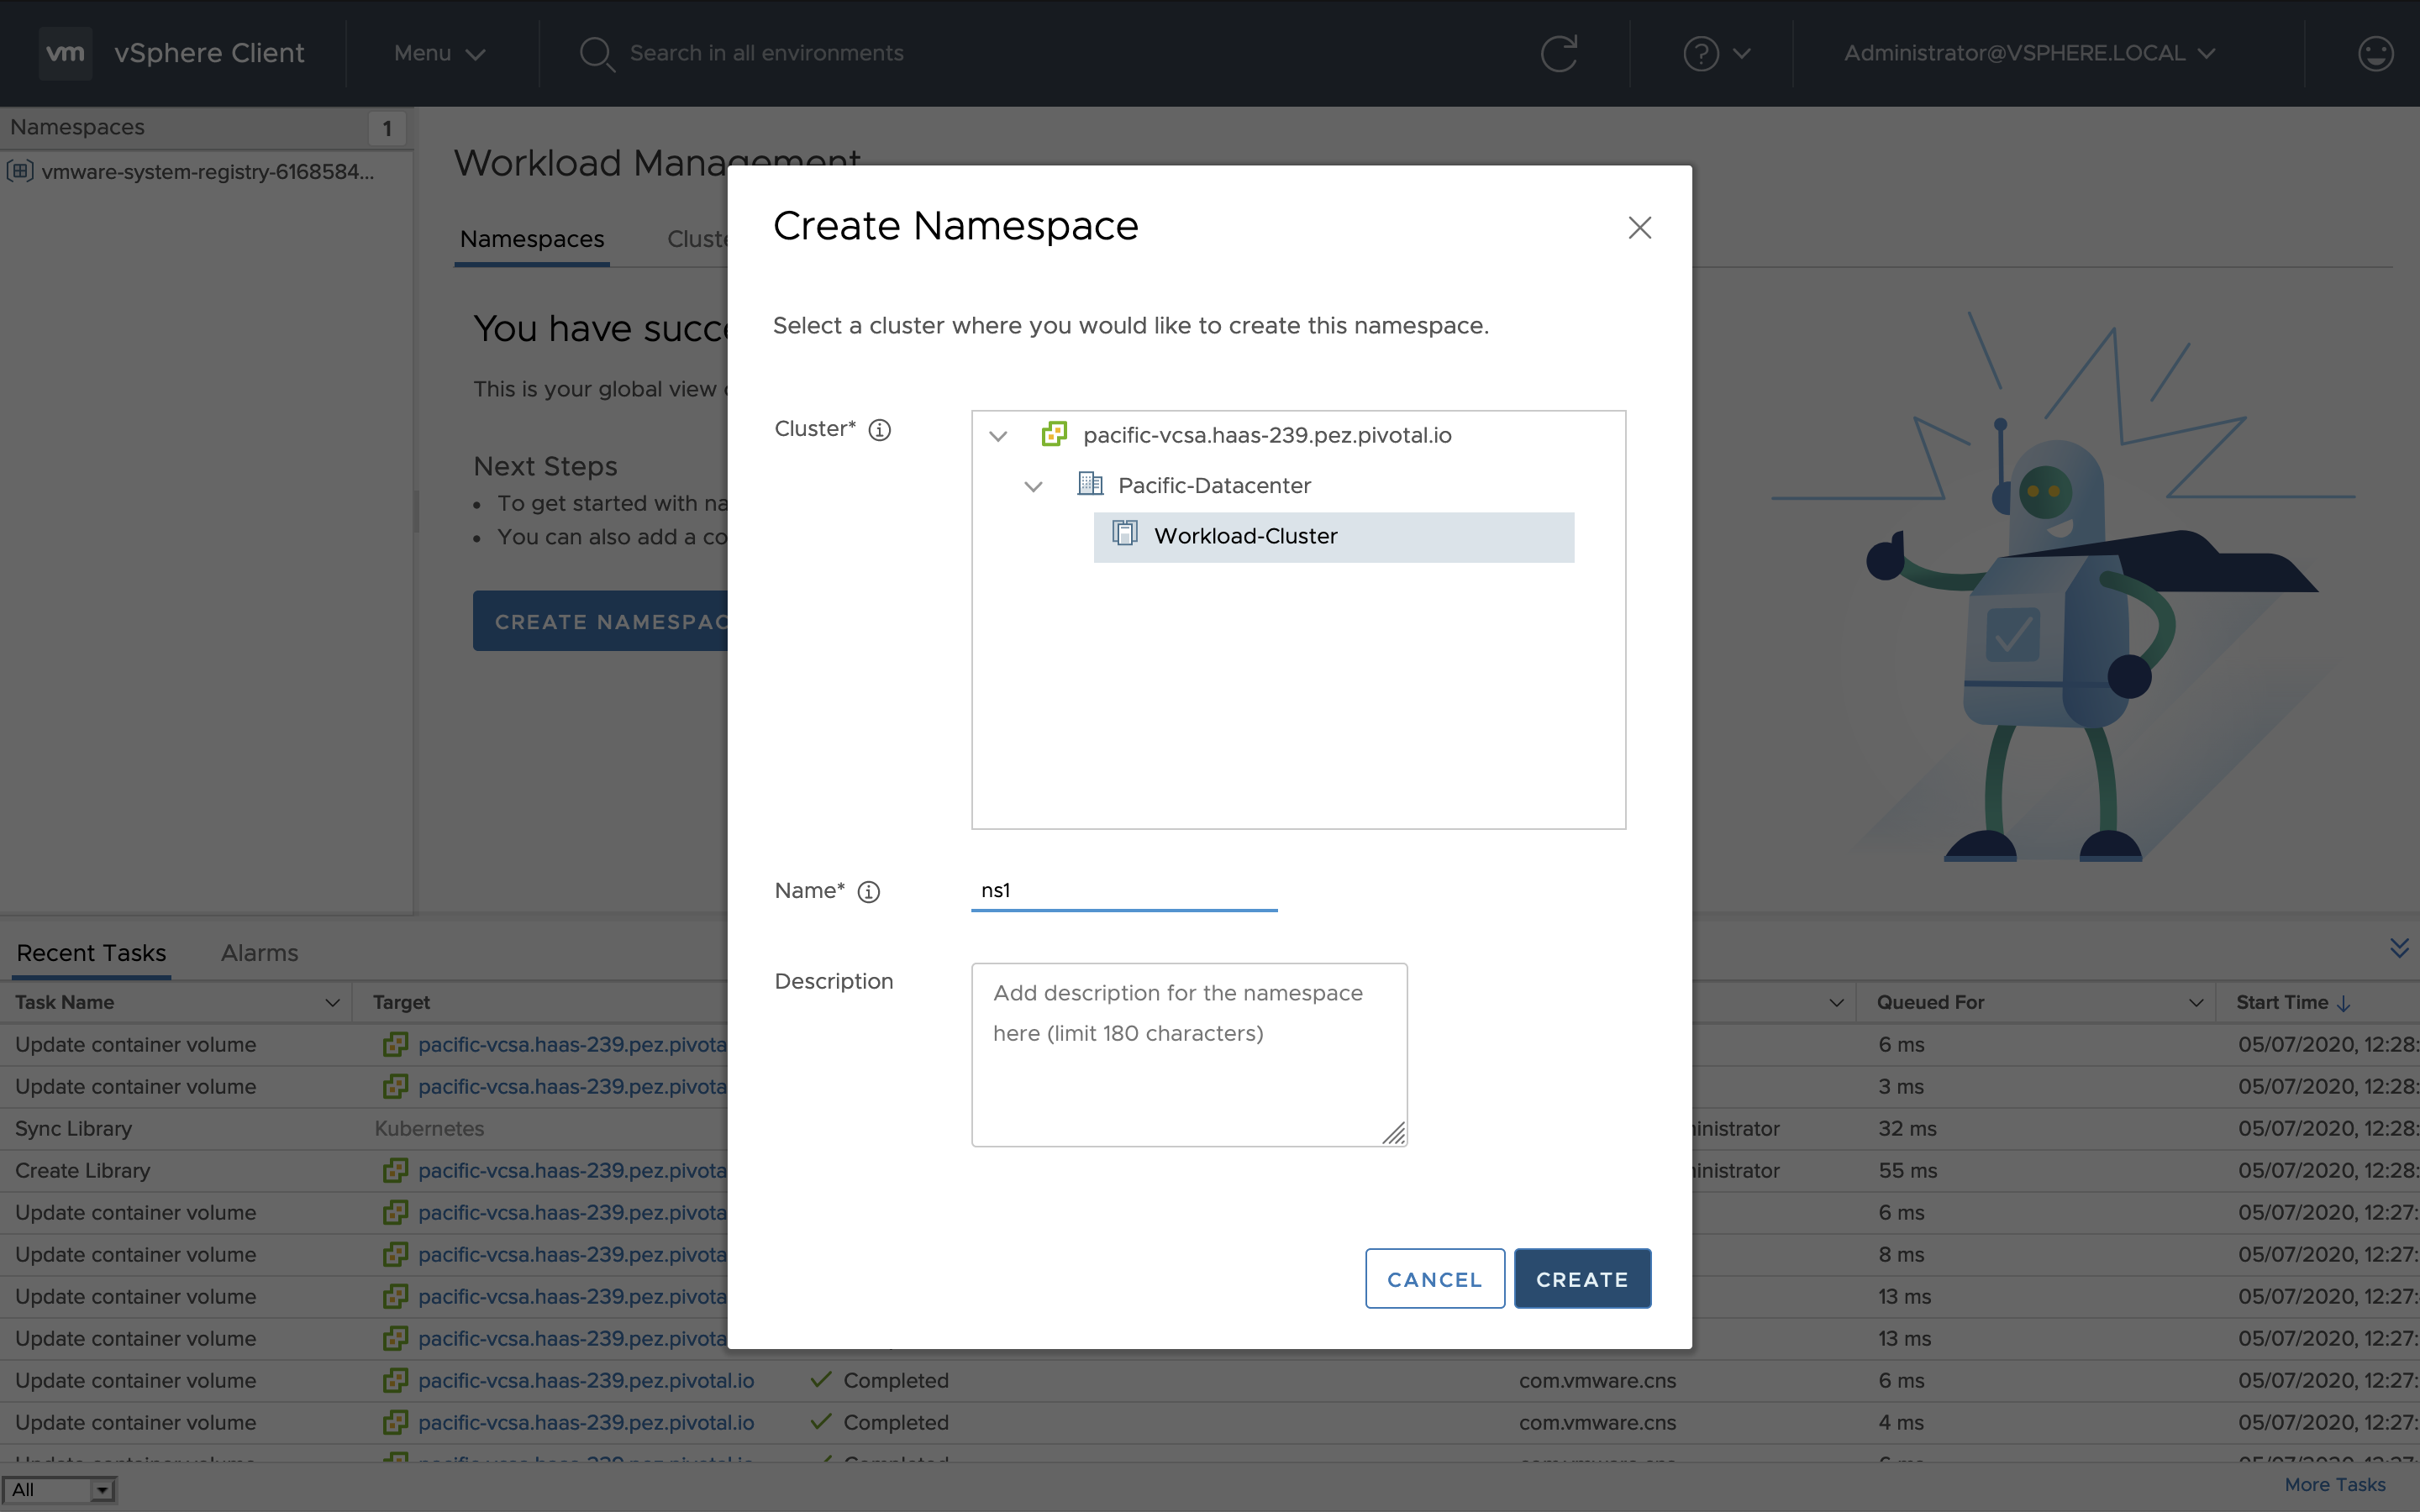 vm vSphere Client Menu Search in all environments Administrator@VSPHERE.LOCAL
Namespaces 1
vmware-system-registry-6168584...
Workload Management
Namespaces
You have
This is your global view
Next Steps
To get started with
You can also add a
CREATE
Create Namespace
Select a cluster where you would like to create this namespace.
Cluster*
pacific-vcsa.haas-239.pez.pivotal.io
Pacific-Datacenter
Workload-Cluster
Name* ns1
Description
Add description for the namespace
here (limit 180 characters)
CANCEL CREATE
Recent Tasks Alarms
Task Name Target Queued For Start Time
Update container volume pacific-vcsa.haas-239.pez.pivota 6 ms 05/07/2020, 12:28:
Update container volume pacific-vcsa.haas-239.pez.pivota 3 ms 05/07/2020, 12:28:
Sync Library Kubernetes inistrator 32 ms 05/07/2020, 12:28:
Create Library pacific-vcsa.haas-239.pez.pivota inistrator 55 ms 05/07/2020, 12:28:
Update container volume pacific-vcsa.haas-239.pez.pivota 6 ms 05/07/2020, 12:27:
Update container volume pacific-vcsa.haas-239.pez.pivota 8 ms 05/07/2020, 12:27:
Update container volume pacific-vcsa.haas-239.pez.pivota 13 ms 05/07/2020, 12:27:
Update container volume pacific-vcsa.haas-239.pez.pivota 13 ms 05/07/2020, 12:27:
Update container volume pacific-vcsa.haas-239.pez.pivotal.io Completed com.vmware.cns 6 ms 05/07/2020, 12:27:
Update container volume pacific-vcsa.haas-239.pez.pivotal.io Completed com.vmware.cns 4 ms 05/07/2020, 12:27:
All More Tasks